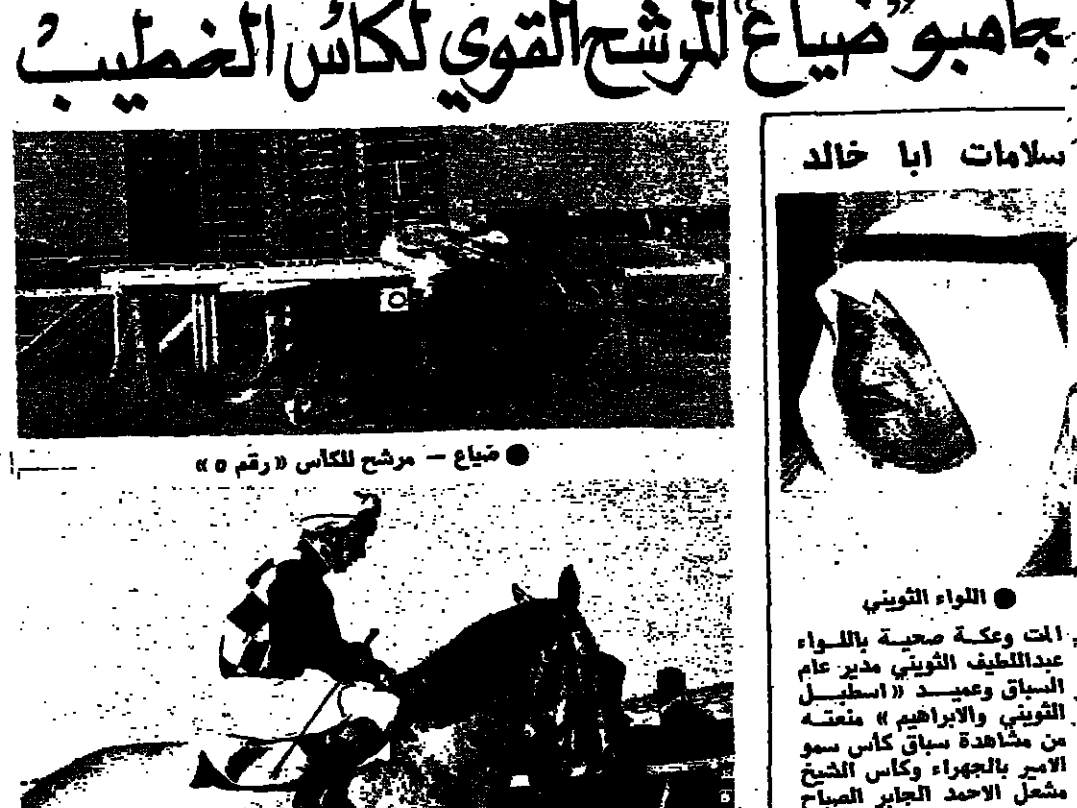 جامبو "ضياع" المرشح القوي لكأس الخطيب
سلامات ابا خالد
● ضياع — مرشح للكأس «رقم ٥»
● اللواء الثويني
المت وعكة صحية باللواء
عبداللطيف الثويني مدير عام
السباق وعميد «اسطبل
الثويني والابراهيم» منعته
من مشاهدة سباق كأس سمو
الامير بالجهراء وكاس الشيخ
مشعل الاحمد الجابر الصباح